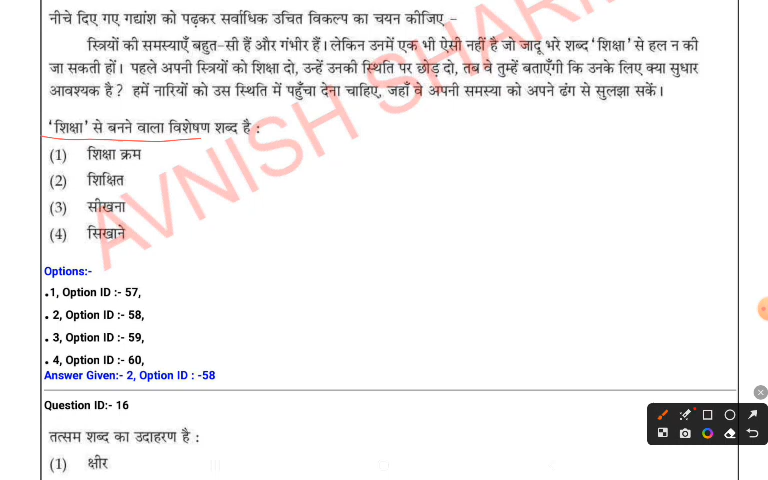 नीचे दिए गए गद्यांश को पढ़कर सर्वाधिक उचित विकल्प का चयन कीजिए -
स्त्रियों की समस्याएँ बहुत-सी हैं और गंभीर हैं। लेकिन उनमें एक भी ऐसी नहीं है जो जादू भरे शब्द 'शिक्षा' से हल न की
जा सकती हों। पहले अपनी स्त्रियों को शिक्षा दो, उन्हें उनकी स्थिति पर छोड़ दो, तब वे तुम्हें बताएँगी कि उनके लिए क्या सुधार
आवश्यक है? हमें नारियों को उस स्थिति में पहुँचा देना चाहिए, जहाँ वे अपनी समस्या को अपने ढंग से सुलझा सकें।
'शिक्षा' से बनने वाला विशेषण शब्द है :
(1) शिक्षा क्रम
(2) शिक्षित
(3) सीखना
(4) सिखाने
AVNISH SHARM
Options:-
.1, Option ID :- 57,
. 2, Option ID :- 58,
. 3, Option ID :- 59,
. 4, Option ID :- 60,
Answer Given:- 2, Option ID : -58
Question ID:- 16
तत्सम शब्द का उदाहरण है :
(1) क्षीर